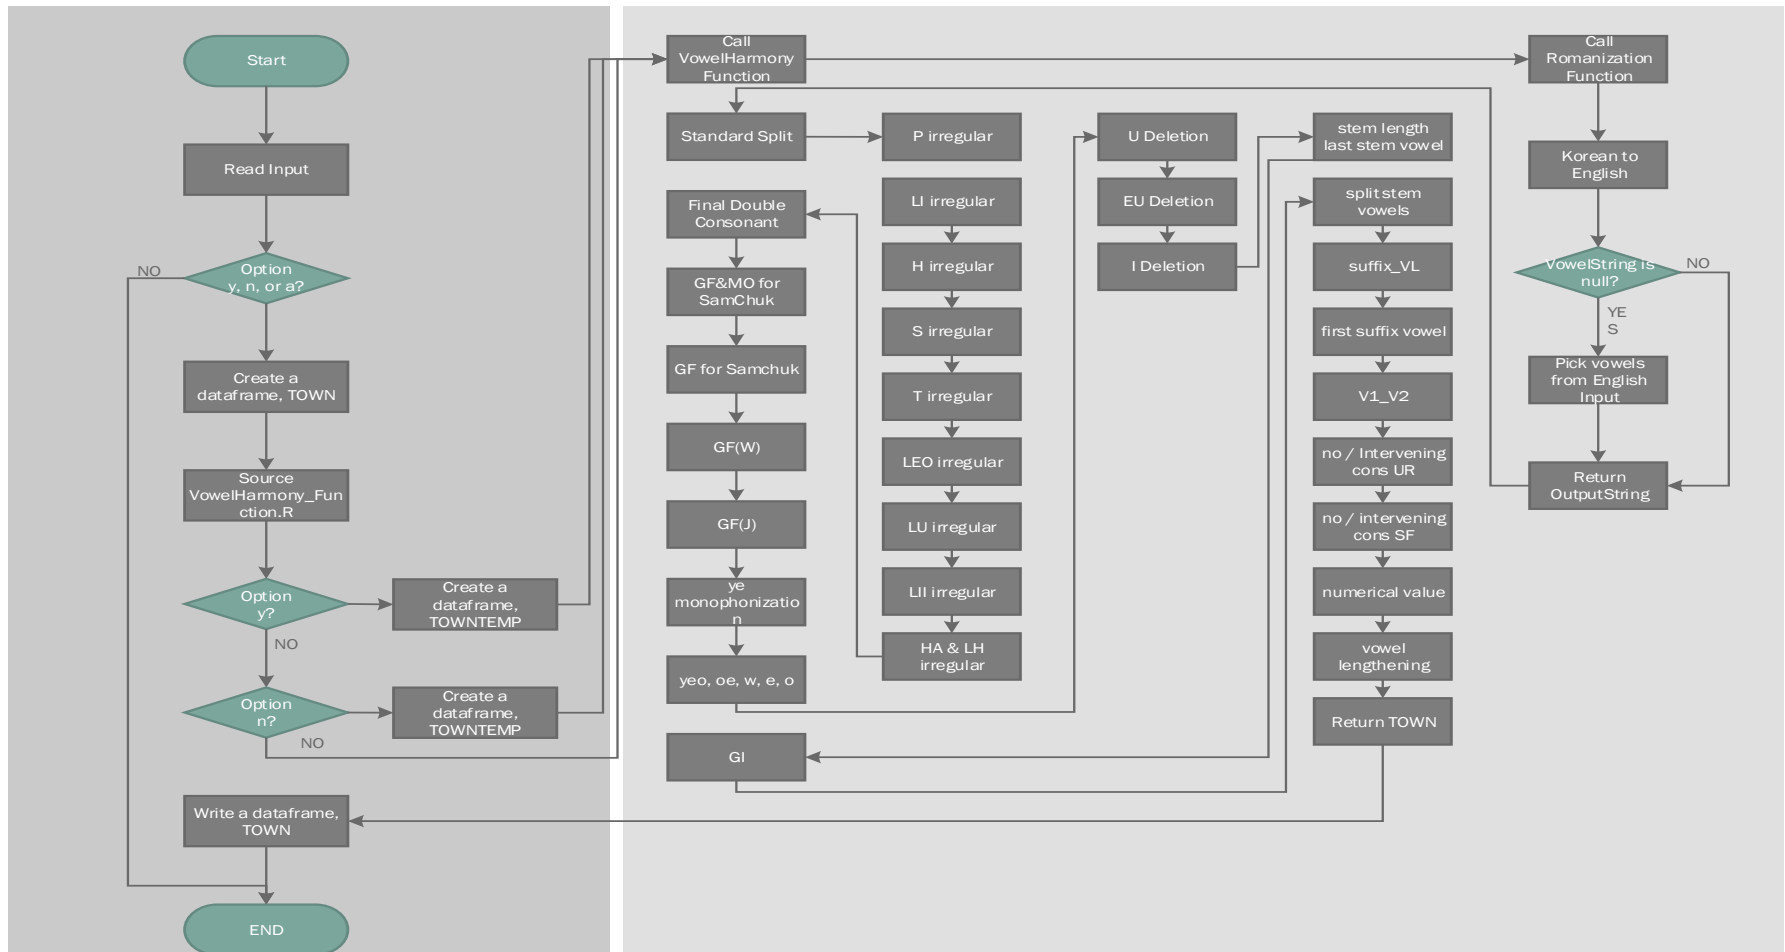 Start
Read Input
Option
y, n, or a?
NO
Create a
dataframe, TOWN
Source
VowelHarmony_Fun
ction.R
Option
y?
NO
Create a
dataframe,
TOWNTEMP
Option
n?
NO
Create a
dataframe,
TOWNTEMP
Write a dataframe,
TOWN
END
Call
VowelHarmony
Function
Standard Split
Final Double
Consonant
GF&MO for
SamChuk
GF for Samchuk
GF(W)
GF(J)
ye
monophonizatio
n
yeo, oe, w, e, o
GI
P irregular
LI irregular
H irregular
S irregular
T irregular
LEO irregular
LU irregular
LII irregular
HA & LH
irregular
U Deletion
EU Deletion
I Deletion
stem length
last stem vowel
split stem
vowels
suffix_VL
first suffix vowel
V1_V2
no / Intervening
cons UR
no / intervening
cons SF
numerical value
vowel
lengthening
Return TOWN
Call
Romanization
Function
Korean to
English
VowelString is
null?
NO
YE
S
Pick vowels
from English
Input
Return
OutputString